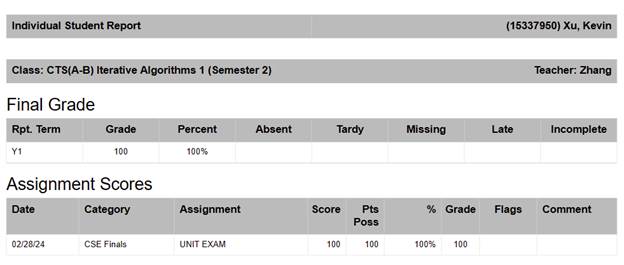 Individual Student Report (15337950) Xu, Kevin
Class: CTS(A-B) Iterative Algorithms 1 (Semester 2) Teacher: Zhang
Final Grade
Rpt. Term Grade Percent Absent Tardy Missing Late Incomplete
Y1 100 100%
Assignment Scores
Date Category Assignment Score Pts Poss % Grade Flags Comment
02/28/24 CSE Finals UNIT EXAM 100 100 100% 100